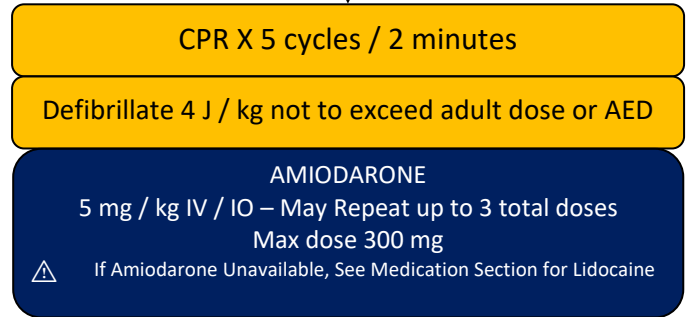 CPR X 5 cycles / 2 minutes
Defibrillate 4 J / kg not to exceed adult dose or AED
AMIODARONE
5 mg / kg IV / IO – May Repeat up to 3 total doses
Max dose 300 mg
⚠ If Amiodarone Unavailable, See Medication Section for Lidocaine